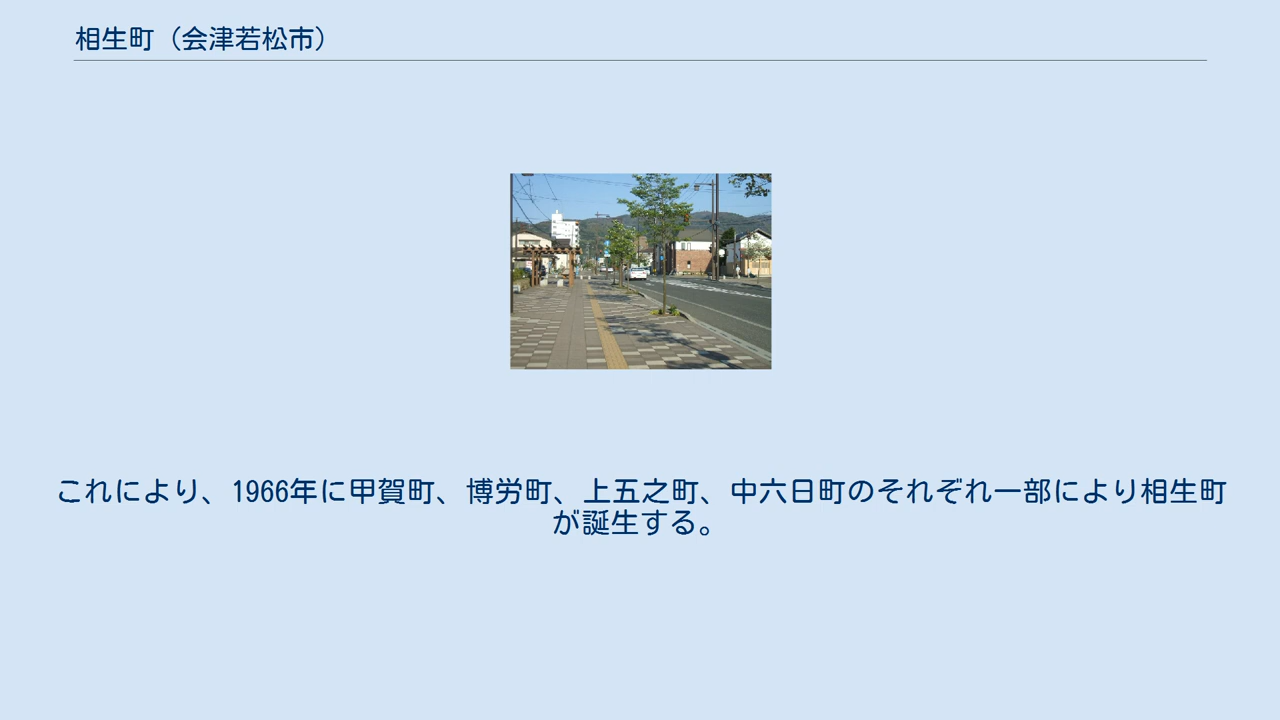 相生町（会津若松市）
これにより、1966年に甲賀町、博労町、上五之町、中六日町のそれぞれ一部により相生町
が誕生する。